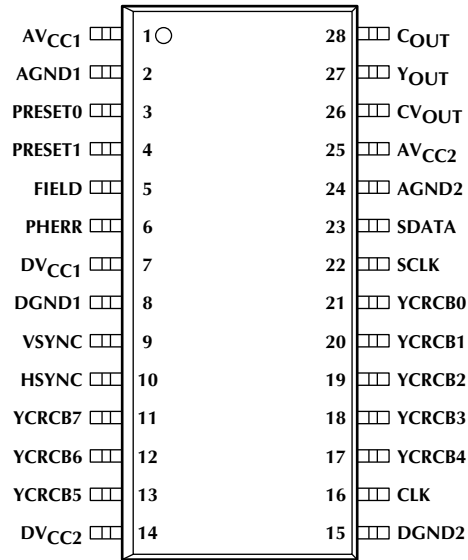 AVCC1 1 28 COUT
AGND1 2 27 YOUT
PRESET0 3 26 CVOUT
PRESET1 4 25 AVCC2
FIELD 5 24 AGND2
PHERR 6 23 SDATA
DVCC1 7 22 SCLK
DGND1 8 21 YCRCB0
VSYNC 9 20 YCRCB1
HSYNC 10 19 YCRCB2
YCRCB7 11 18 YCRCB3
YCRCB6 12 17 YCRCB4
YCRCB5 13 16 CLK
DVCC2 14 15 DGND2